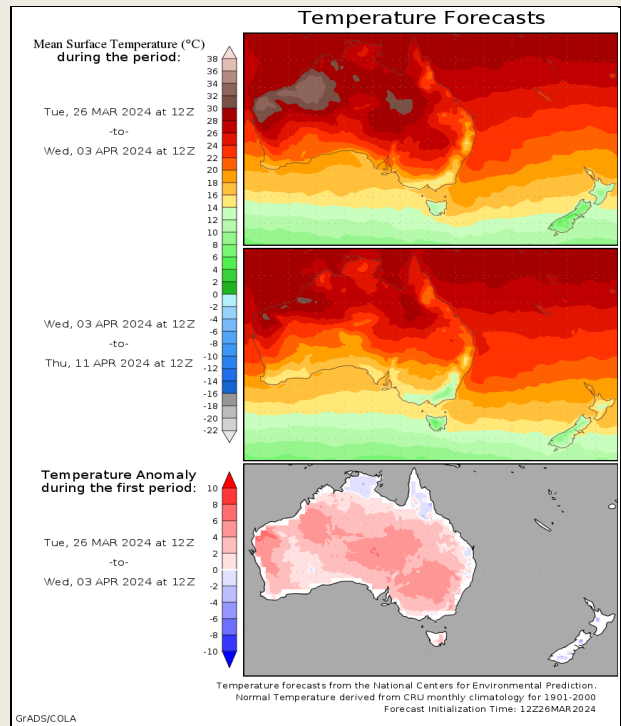 Temperature Forecasts
Mean Surface Temperature (°C)
during the period:
Tue, 26 MAR 2024 at 12Z
-to-
Wed, 03 APR 2024 at 12Z
38
36
34
32
30
28
26
24
22
20
18
16
14
12
10
8
6
4
2
0
-2
-4
-6
-8
-10
-12
-14
-16
-18
-20
-22
Wed, 03 APR 2024 at 12Z
-to-
Thu, 11 APR 2024 at 12Z
Temperature Anomaly
during the first period:
Tue, 26 MAR 2024 at 12Z
-to-
Wed, 03 APR 2024 at 12Z
10
8
6
4
2
0
-2
-4
-6
-8
-10
Temperature forecasts from the National Centers for Environmental Prediction.
Normal Temperature derived from CRU monthly climatology for 1901-2000
Forecast Initialization Time: 12Z26MAR2024
GrADS/COLA